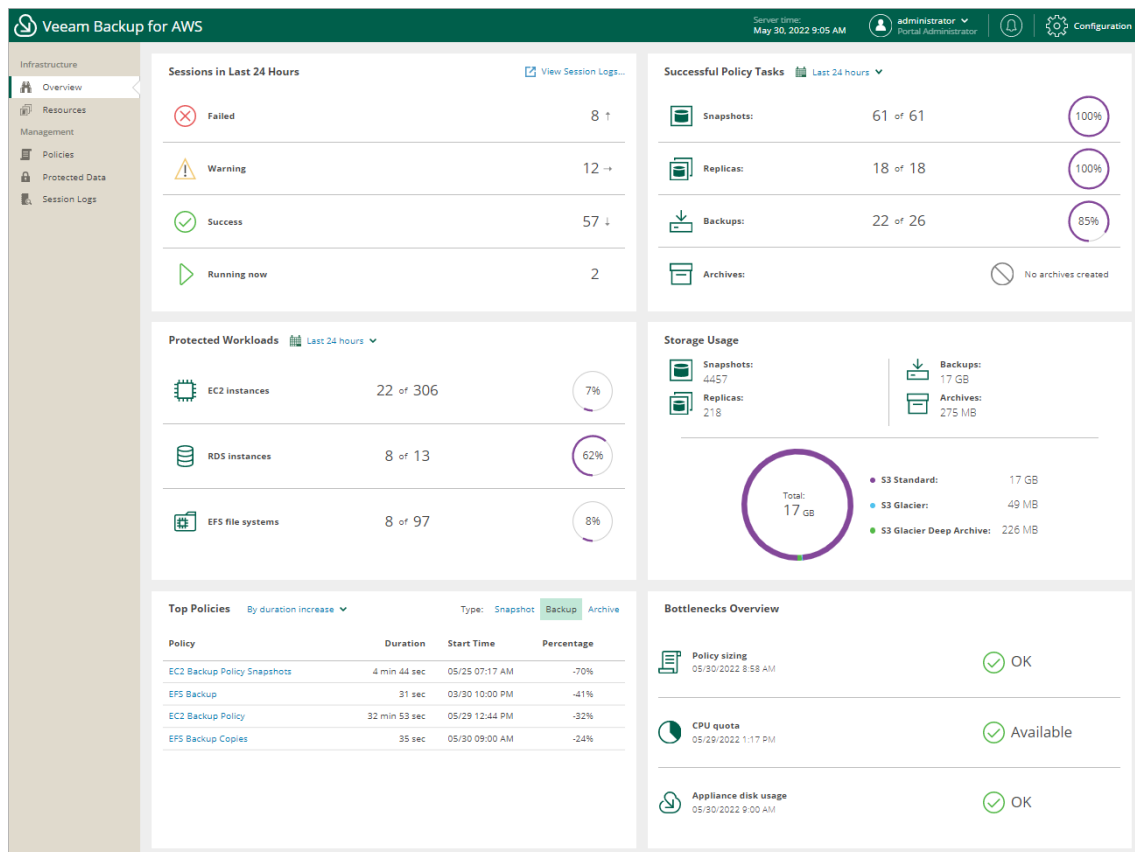 Veeam Backup for AWS
Server time:
May 30, 2022 9:05 AM
administrator
Portal Administrator
Configuration
Infrastructure
Overview
Resources
Management
Policies
Protected Data
Session Logs
Sessions in Last 24 Hours
View Session Logs...
Failed 8 ↑
Warning 12 →
Success 57 ↓
Running now 2
Successful Policy Tasks Last 24 hours
Snapshots: 61 of 61 100%
Replicas: 18 of 18 100%
Backups: 22 of 26 85%
Archives: No archives created
Protected Workloads Last 24 hours
EC2 instances 22 of 306 7%
RDS instances 8 of 13 62%
EFS file systems 8 of 97 8%
Storage Usage
Snapshots:
4457
Replicas:
218
Backups:
17 GB
Archives:
275 MB
Total:
17 GB
S3 Standard: 17 GB
S3 Glacier: 49 MB
S3 Glacier Deep Archive: 226 MB
Top Policies By duration increase Type: Snapshot Backup Archive
Policy Duration Start Time Percentage
EC2 Backup Policy Snapshots 4 min 44 sec 05/25 07:17 AM -70%
EFS Backup 31 sec 03/30 10:00 PM -41%
EC2 Backup Policy 32 min 53 sec 05/29 12:44 PM -32%
EFS Backup Copies 35 sec 05/30 09:00 AM -24%
Bottlenecks Overview
Policy sizing
05/30/2022 8:58 AM
OK
CPU quota
05/29/2022 1:17 PM
Available
Appliance disk usage
05/30/2022 9:00 AM
OK